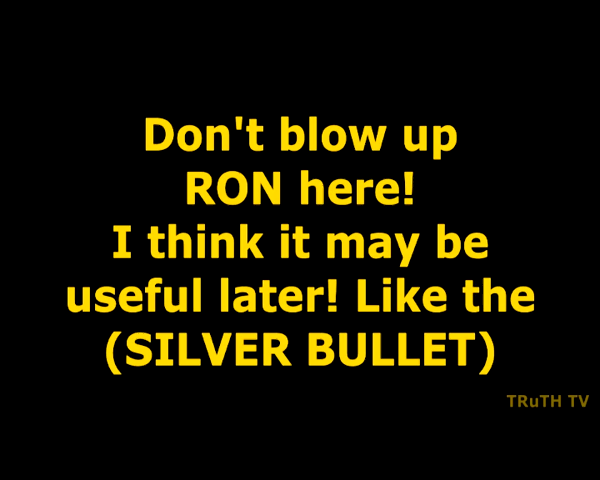 Don't blow up
RON here!
I think it may be
useful later! Like the
(SILVER BULLET)
TRuTH TV